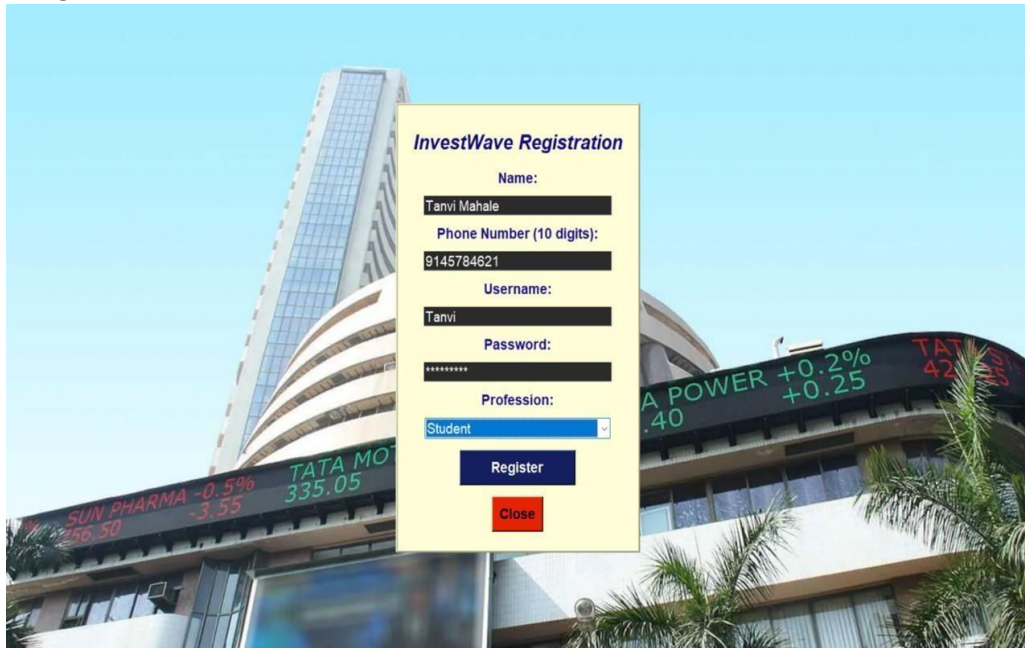 InvestWave Registration
Name:
Tanvi Mahale
Phone Number (10 digits):
9145784621
Username:
Tanvi
Password:
*********
Profession:
Student
Register
Close
SUN PHARMA -0.5%
-3.55
TATA MO
335.05
A POWER +0.2%
.40 +0.25